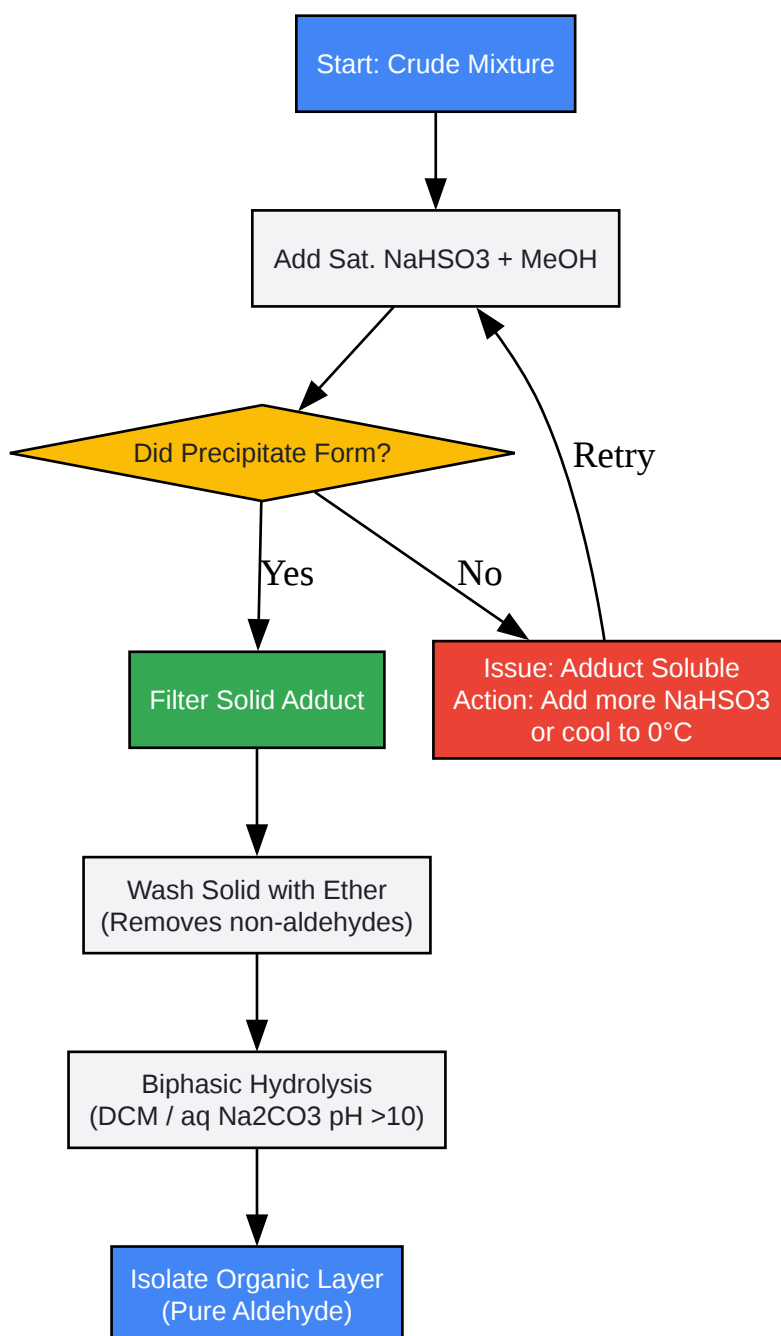 Start: Crude Mixture
Add Sat. NaHSO3 + MeOH
Did Precipitate Form?
Retry
Yes
No
Filter Solid Adduct
Issue: Adduct Soluble
Action: Add more NaHSO3
or cool to 0°C
Wash Solid with Ether
(Removes non-aldehydes)
Biphasic Hydrolysis
(DCM / aq Na2CO3 pH >10)
Isolate Organic Layer
(Pure Aldehyde)